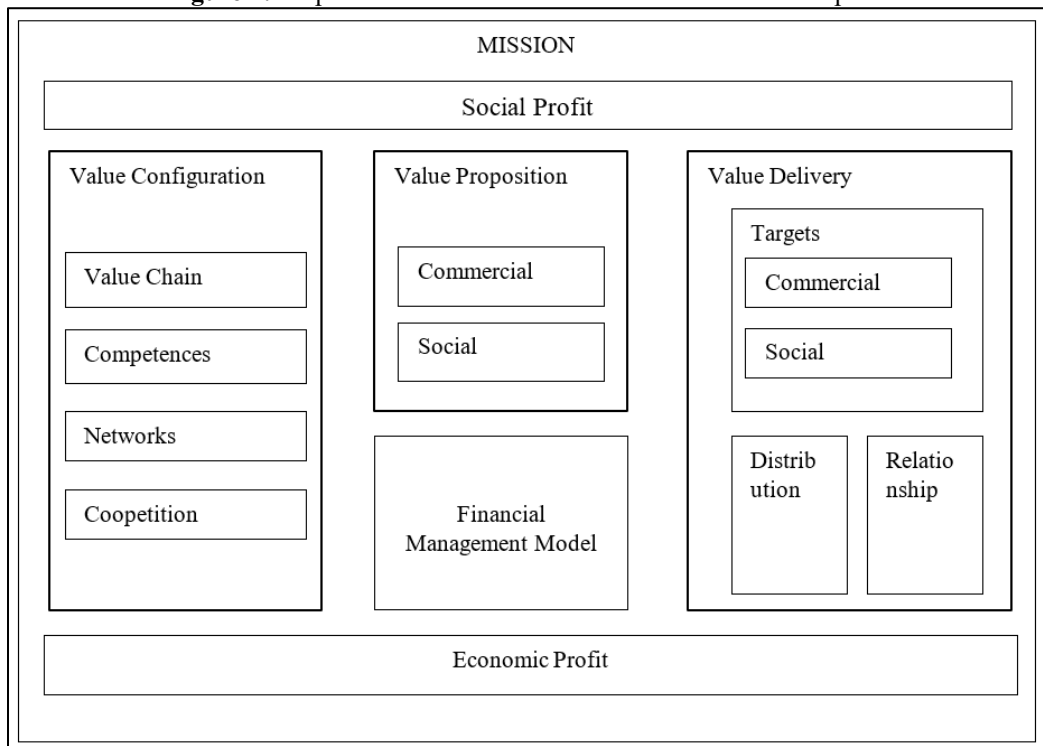 MISSION
Social Profit
Value Configuration
Value Chain
Competences
Networks
Coopetition
Value Proposition
Commercial
Social
Financial
Management Model
Value Delivery
Targets
Commercial
Social
Distrib
ution
Relatio
nship
Economic Profit